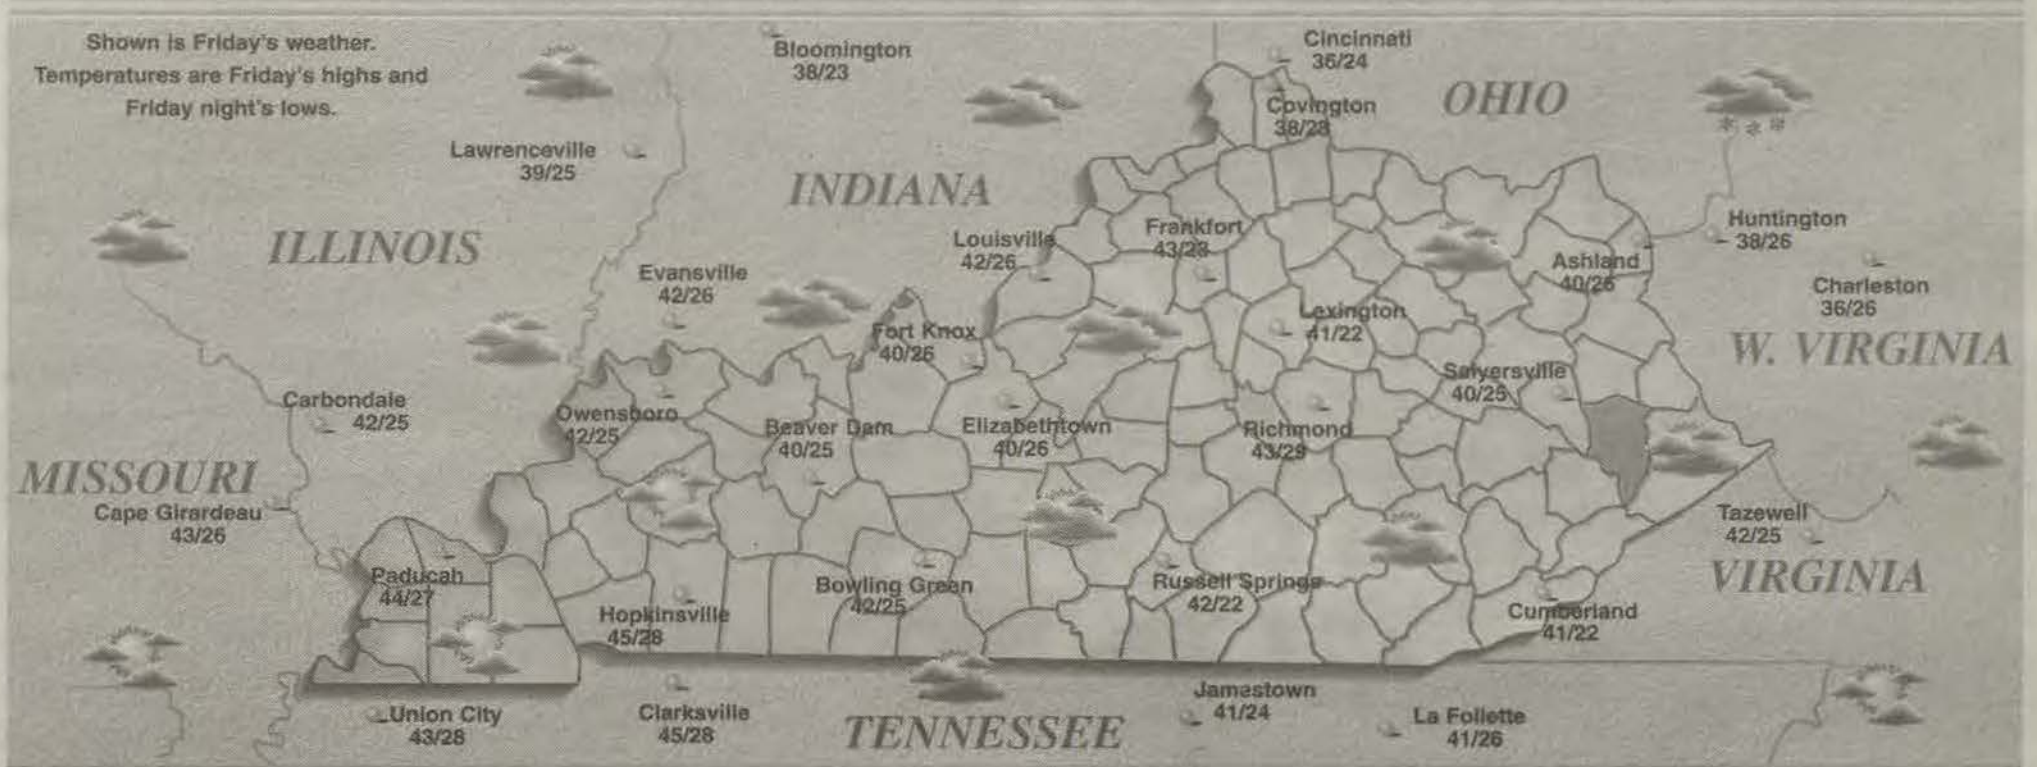 Shown is Friday's weather.
Temperatures are Friday's highs and
Friday night's lows.
Bloomington
38/23
Cincinnati
36/24
Covington
38/28
OHIO
Lawrenceville
39/25
INDIANA
ILLINOIS
Louisville
42/26
Frankfort
43/23
Huntington
38/26
Ashland
40/26
Charleston
36/26
Evansville
42/26
Fort Knox
40/26
Lexington
41/22
W. VIRGINIA
Salyersville
40/25
Carbondale
42/25
Owensboro
42/25
Beaver Dam
40/25
Elizabethtown
40/26
Richmond
43/29
MISSOURI
Cape Girardeau
43/26
Tazewell
42/25
Paducah
44/27
Bowling Green
42/25
Russell Springs
42/22
VIRGINIA
Hopkinsville
45/28
Cumberland
41/22
Union City
43/28
Clarksville
45/28
TENNESSEE
Jamestown
41/24
La Follette
41/26